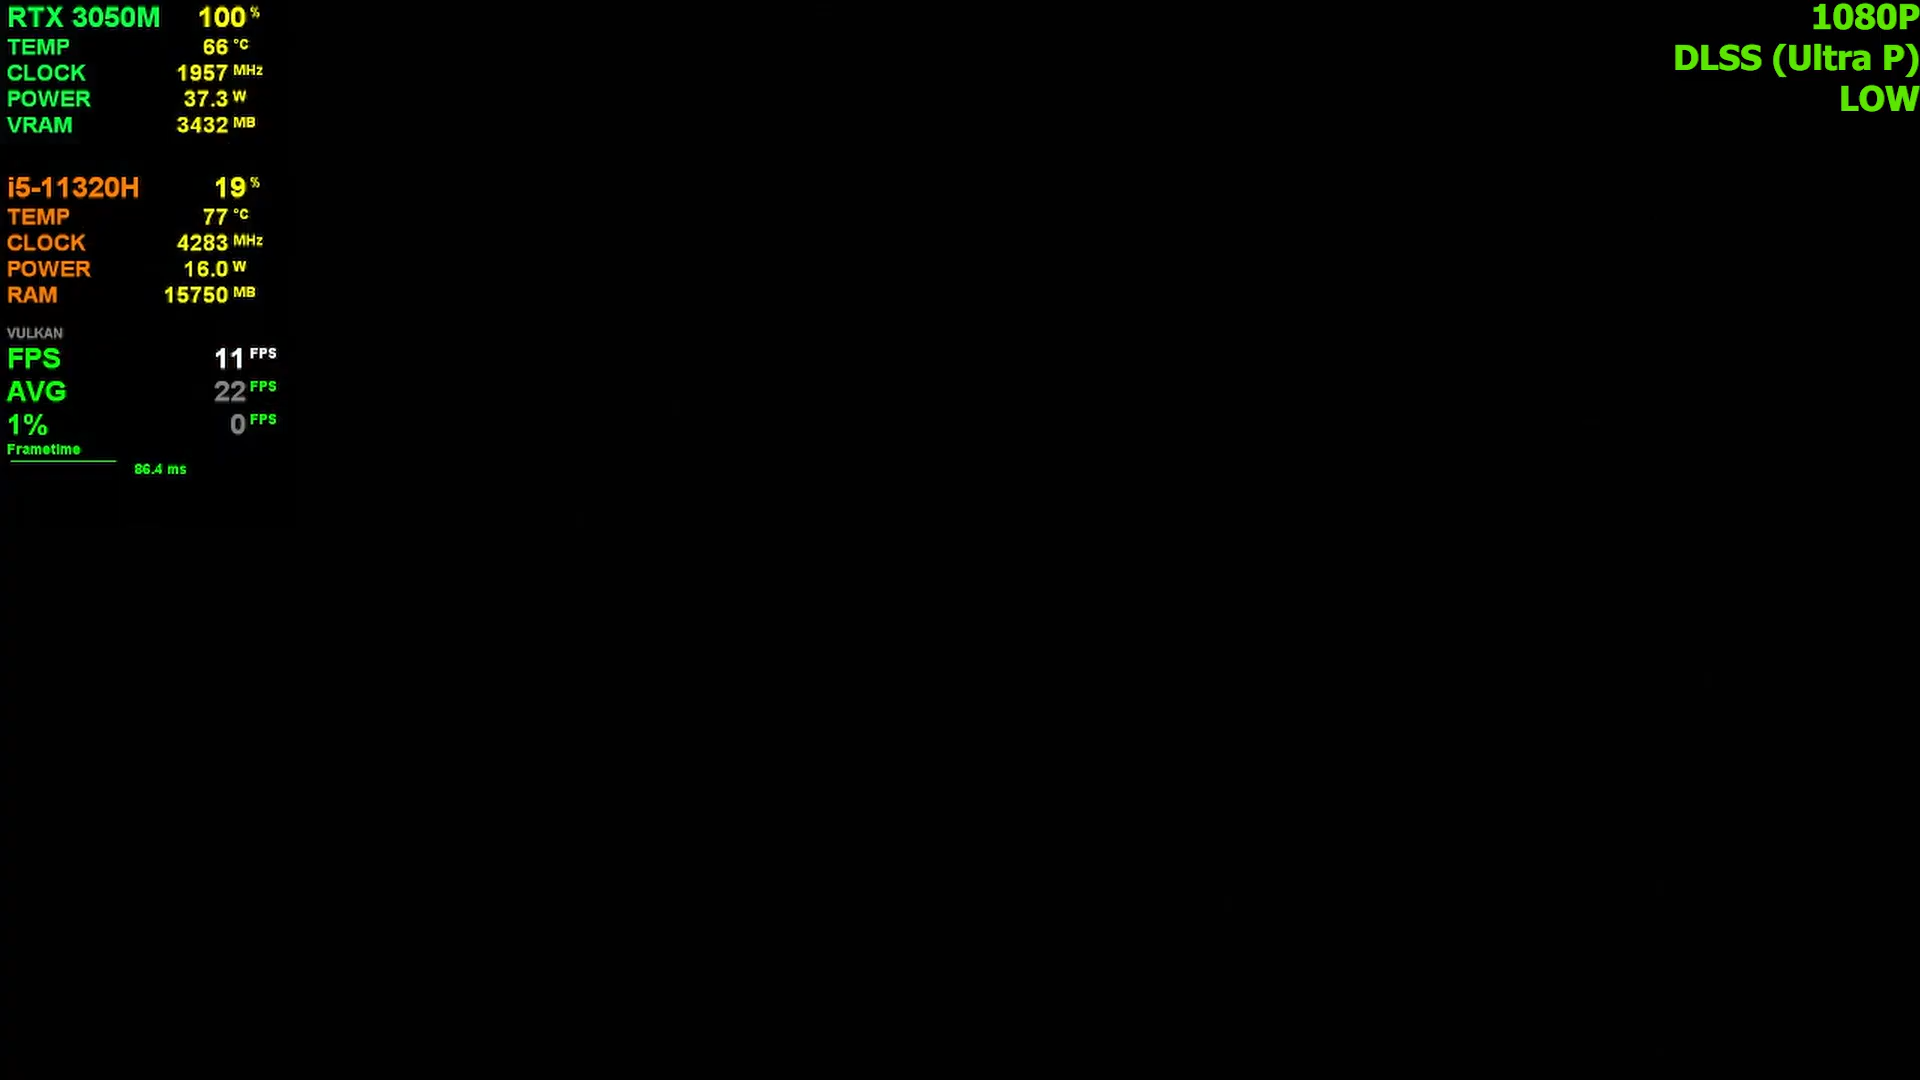 RTX 3050M 100 %
TEMP 66 °C
CLOCK 1957 MHz
POWER 37.3 W
VRAM 3432 MB
i5-11320H 19 %
TEMP 77 °C
CLOCK 4283 MHz
POWER 16.0 W
RAM 15750 MB
VULKAN
FPS 11 FPS
AVG 22 FPS
1% 0 FPS
Frametime
86.4 ms
1080P
DLSS (Ultra P)
LOW